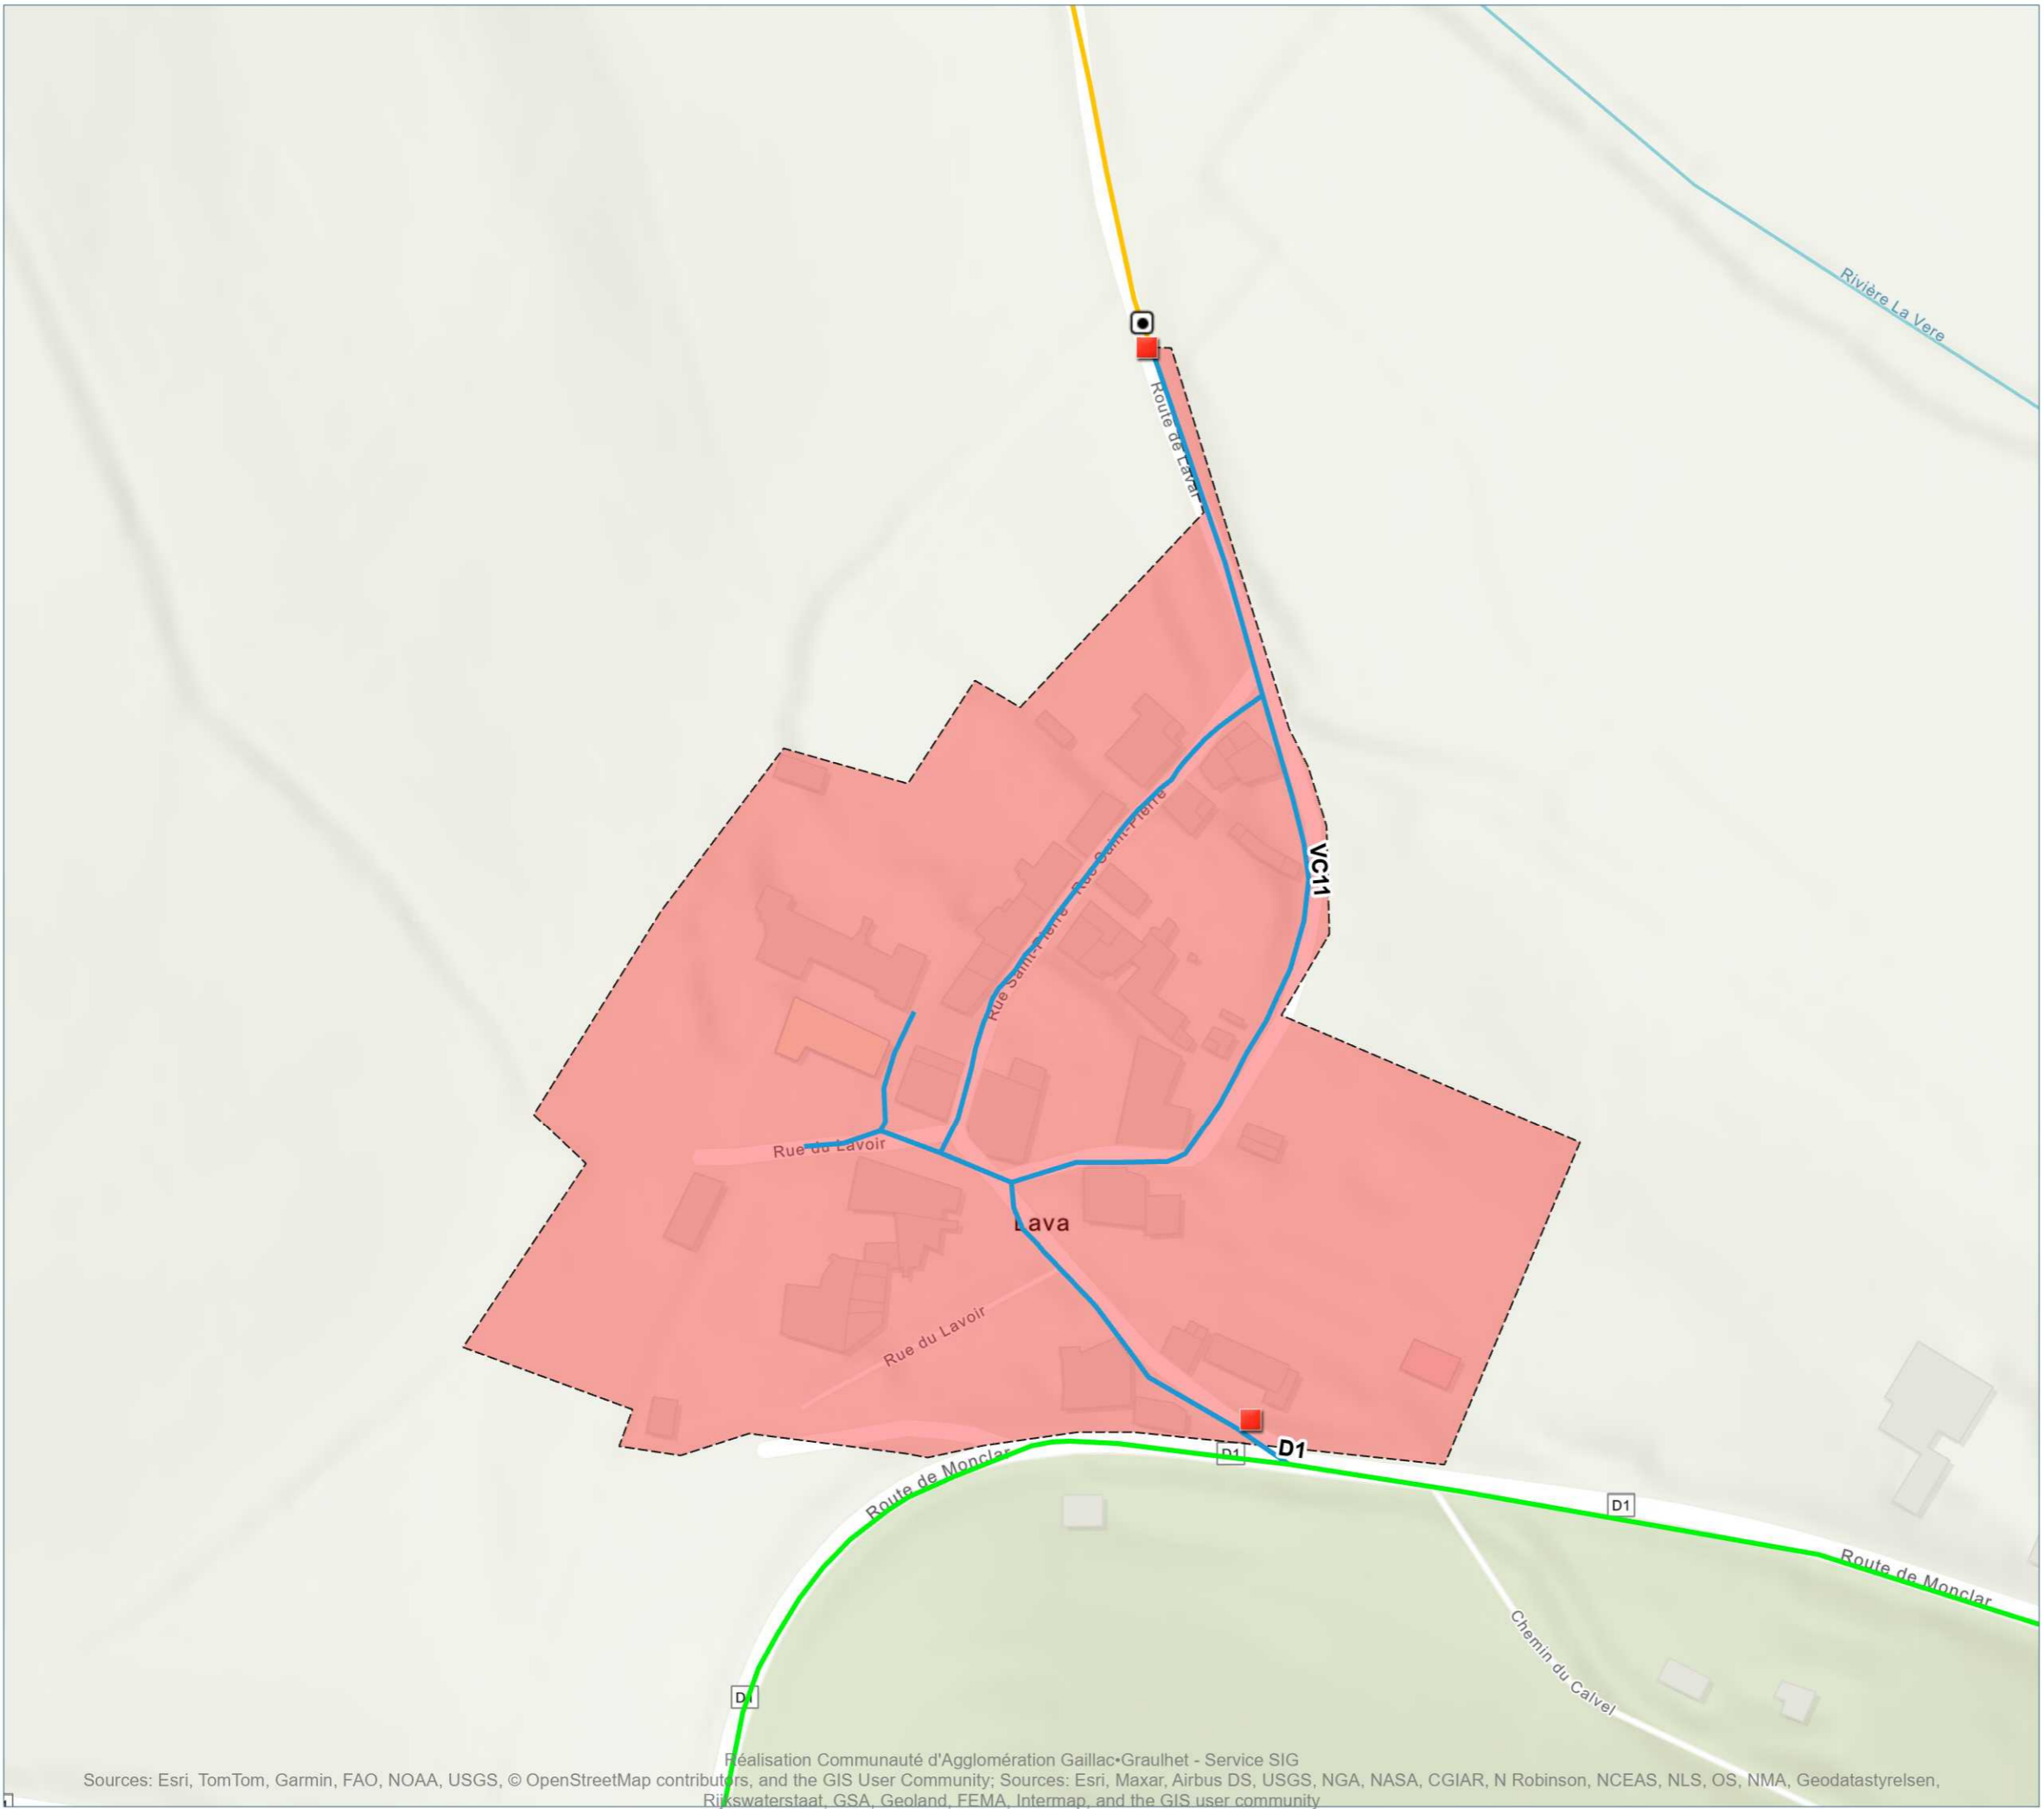 Rivière La Vere
Route de Lavar
Rue Saint-Pierre
Rue Saint-Pierre
VC11
Rue du Lavoir
Lava
Rue du Lavoir
D1
D1
Route de Monclar
D1
Route de Monclar
Chemin du Calvel
D1
Réalisation Communauté d'Agglomération Gaillac•Graulhet - Service SIG
Sources: Esri, TomTom, Garmin, FAO, NOAA, USGS, © OpenStreetMap contributors, and the GIS User Community; Sources: Esri, Maxar, Airbus DS, USGS, NGA, NASA, CGIAR, N Robinson, NCEAS, NLS, OS, NMA, Geodatastyrelsen,
Rijkswaterstaat, GSA, Geoland, FEMA, Intermap, and the GIS user community